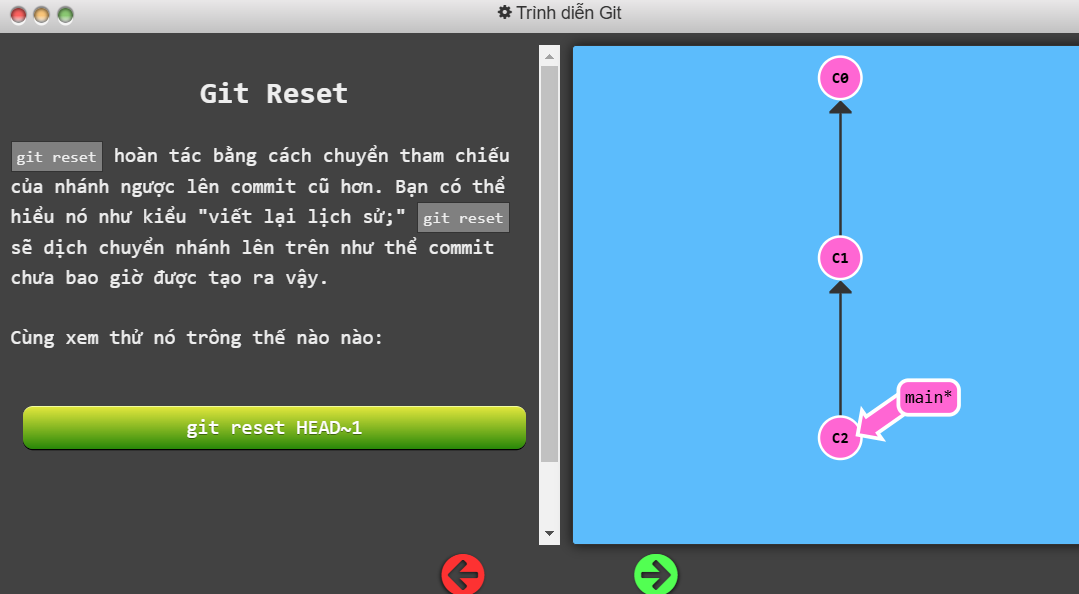 Trình diễn Git
Git Reset
git reset hoàn tác bằng cách chuyển tham chiếu
của nhánh ngược lên commit cũ hơn. Bạn có thể
hiểu nó như kiểu "viết lại lịch sử;" git reset
sẽ dịch chuyển nhánh lên trên như thể commit
chưa bao giờ được tạo ra vậy.
Cùng xem thử nó trông thế nào nào:
git reset HEAD~1
C0
C1
main*
C2